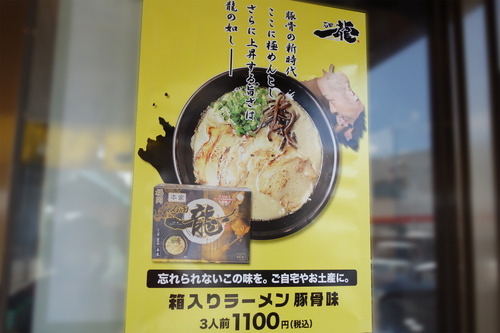 龍
豚骨の新時代
ここに極めんとし
さらに上昇する旨さは
龍の如し
本家
龍
忘れられないこの味を。ご自宅やお土産に。
箱入りラーメン 豚骨味
3人前1100円(税込)